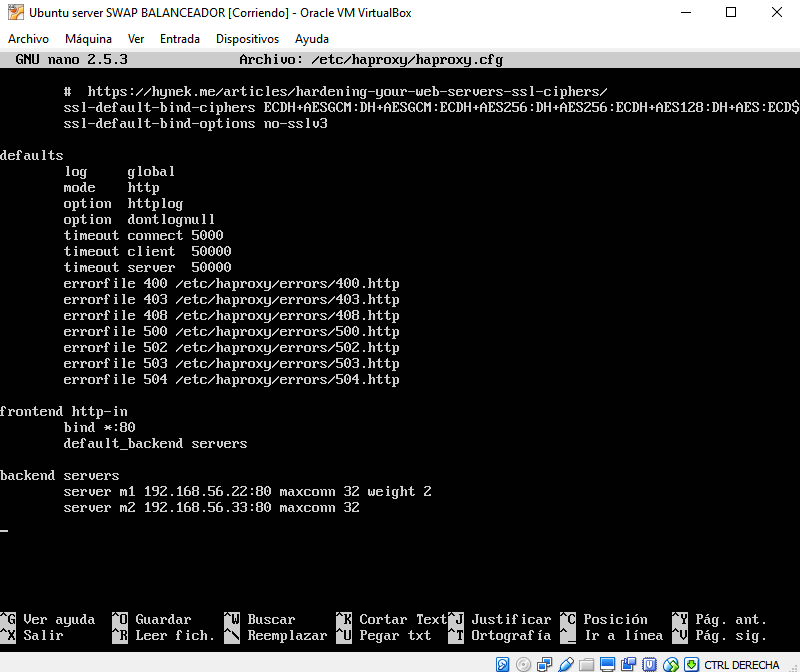 Ubuntu server SWAP BALANCEADOR [Corriendo] - Oracle VM VirtualBox
Archivo Máquina Ver Entrada Dispositivos Ayuda
GNU nano 2.5.3 Archivo: /etc/haproxy/haproxy.cfg
# https://hynek.me/articles/hardening-your-web-servers-ssl-ciphers/
ssl-default-bind-ciphers ECDH+AESGCM:DH+AESGCM:ECDH+AES256:DH+AES256:ECDH+AES128:DH+AES:ECD$
ssl-default-bind-options no-sslv3
defaults
log global
mode http
option httplog
option dontlognull
timeout connect 5000
timeout client 50000
timeout server 50000
errorfile 400 /etc/haproxy/errors/400.http
errorfile 403 /etc/haproxy/errors/403.http
errorfile 408 /etc/haproxy/errors/408.http
errorfile 500 /etc/haproxy/errors/500.http
errorfile 502 /etc/haproxy/errors/502.http
errorfile 503 /etc/haproxy/errors/503.http
errorfile 504 /etc/haproxy/errors/504.http
frontend http-in
bind *:80
default_backend servers
backend servers
server m1 192.168.56.22:80 maxconn 32 weight 2
server m2 192.168.56.33:80 maxconn 32
^G Ver ayuda ^O Guardar ^W Buscar ^K Cortar Text ^J Justificar ^C Posición ^Y Pág. ant.
^X Salir ^R Leer fich. ^\ Reemplazar ^U Pegar txt ^T Ortografía ^_ Ir a línea ^V Pág. sig.
CTRL DERECHA